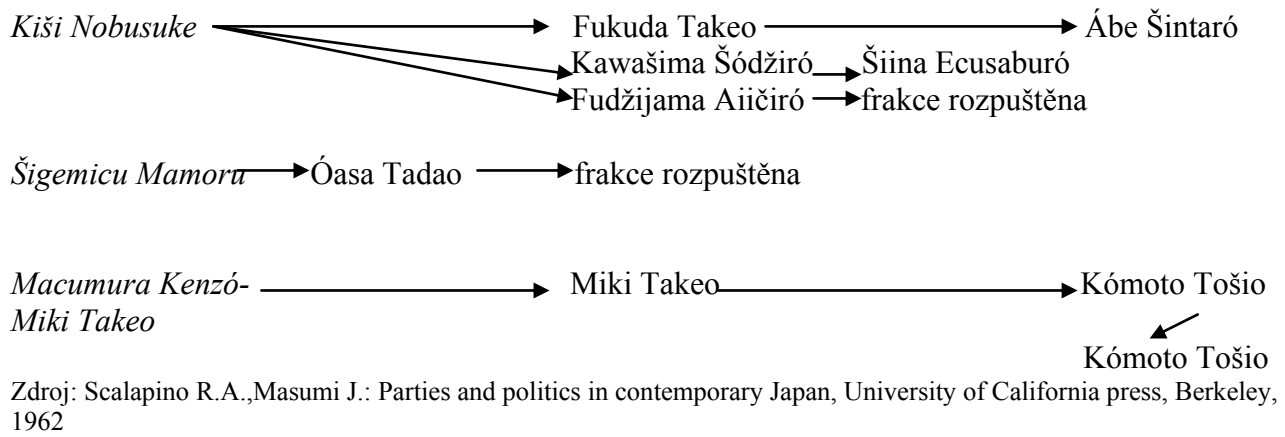 Kiši Nobusuke Fukuda Takeo Ábe Šintaró
Kawašima Šódžiró Šiina Ecusaburó
Fudžijama Aiičiró frakce rozpuštěna
Šigemicu Mamoru Óasa Tadao frakce rozpuštěna
Macumura Kenzó- Miki Takeo Kómoto Tošio
Miki Takeo
Kómoto Tošio
Zdroj: Scalapino R.A.,Masumi J.: Parties and politics in contemporary Japan, University of California press, Berkeley,
1962